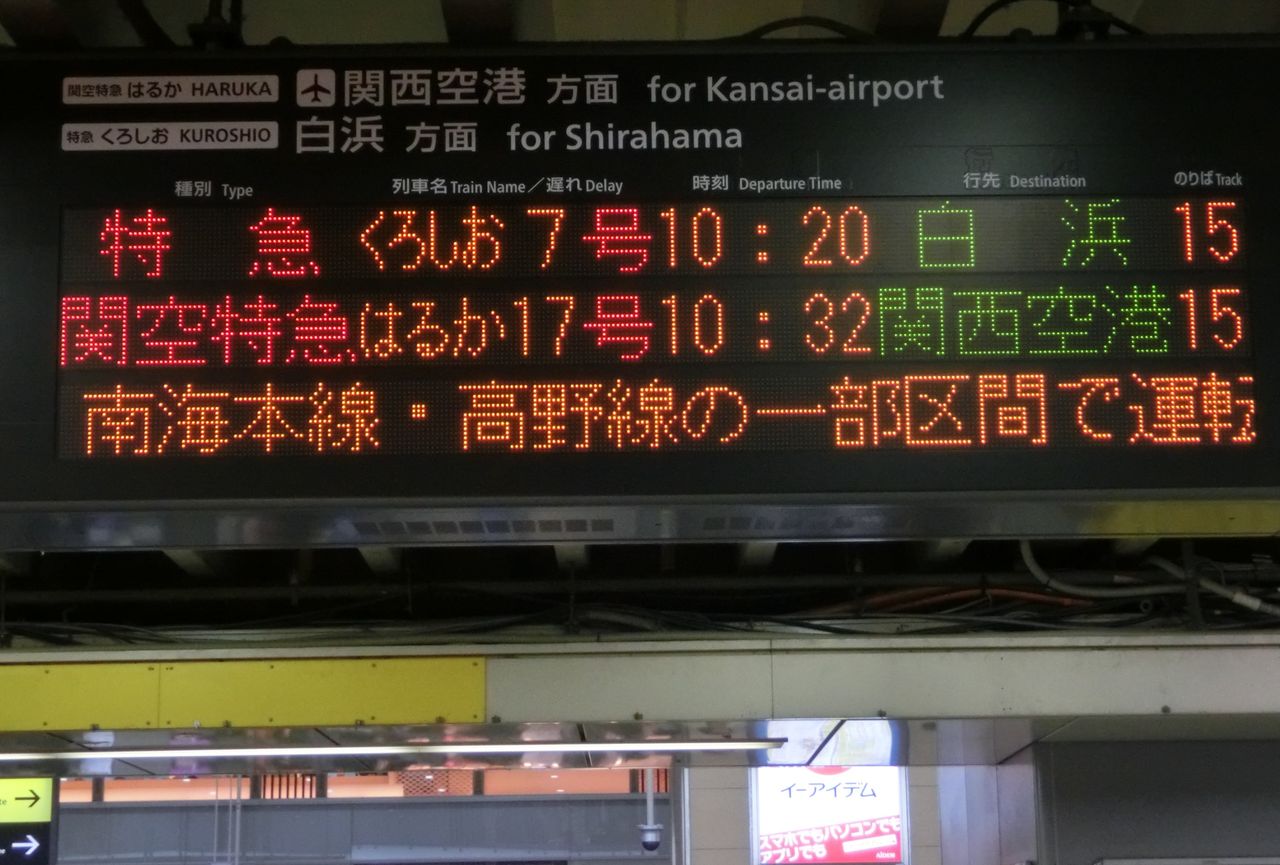 関空特急 はるか HARUKA 関西空港 方面 for Kansai-airport
特急 くろしお KUROSHIO 白浜 方面 for Shirahama
種別 Type 列車名 Train Name／遅れ Delay 時刻 Departure Time 行先 Destination のりば Track
特 急 くろしお 7号 10：20 白 浜 15
関空特急 はるか17号 10：32 関西空港 15
南海本線・高野線の一部区間で運転
イーアイデム
スマホでもパソコンでも
アプリでも